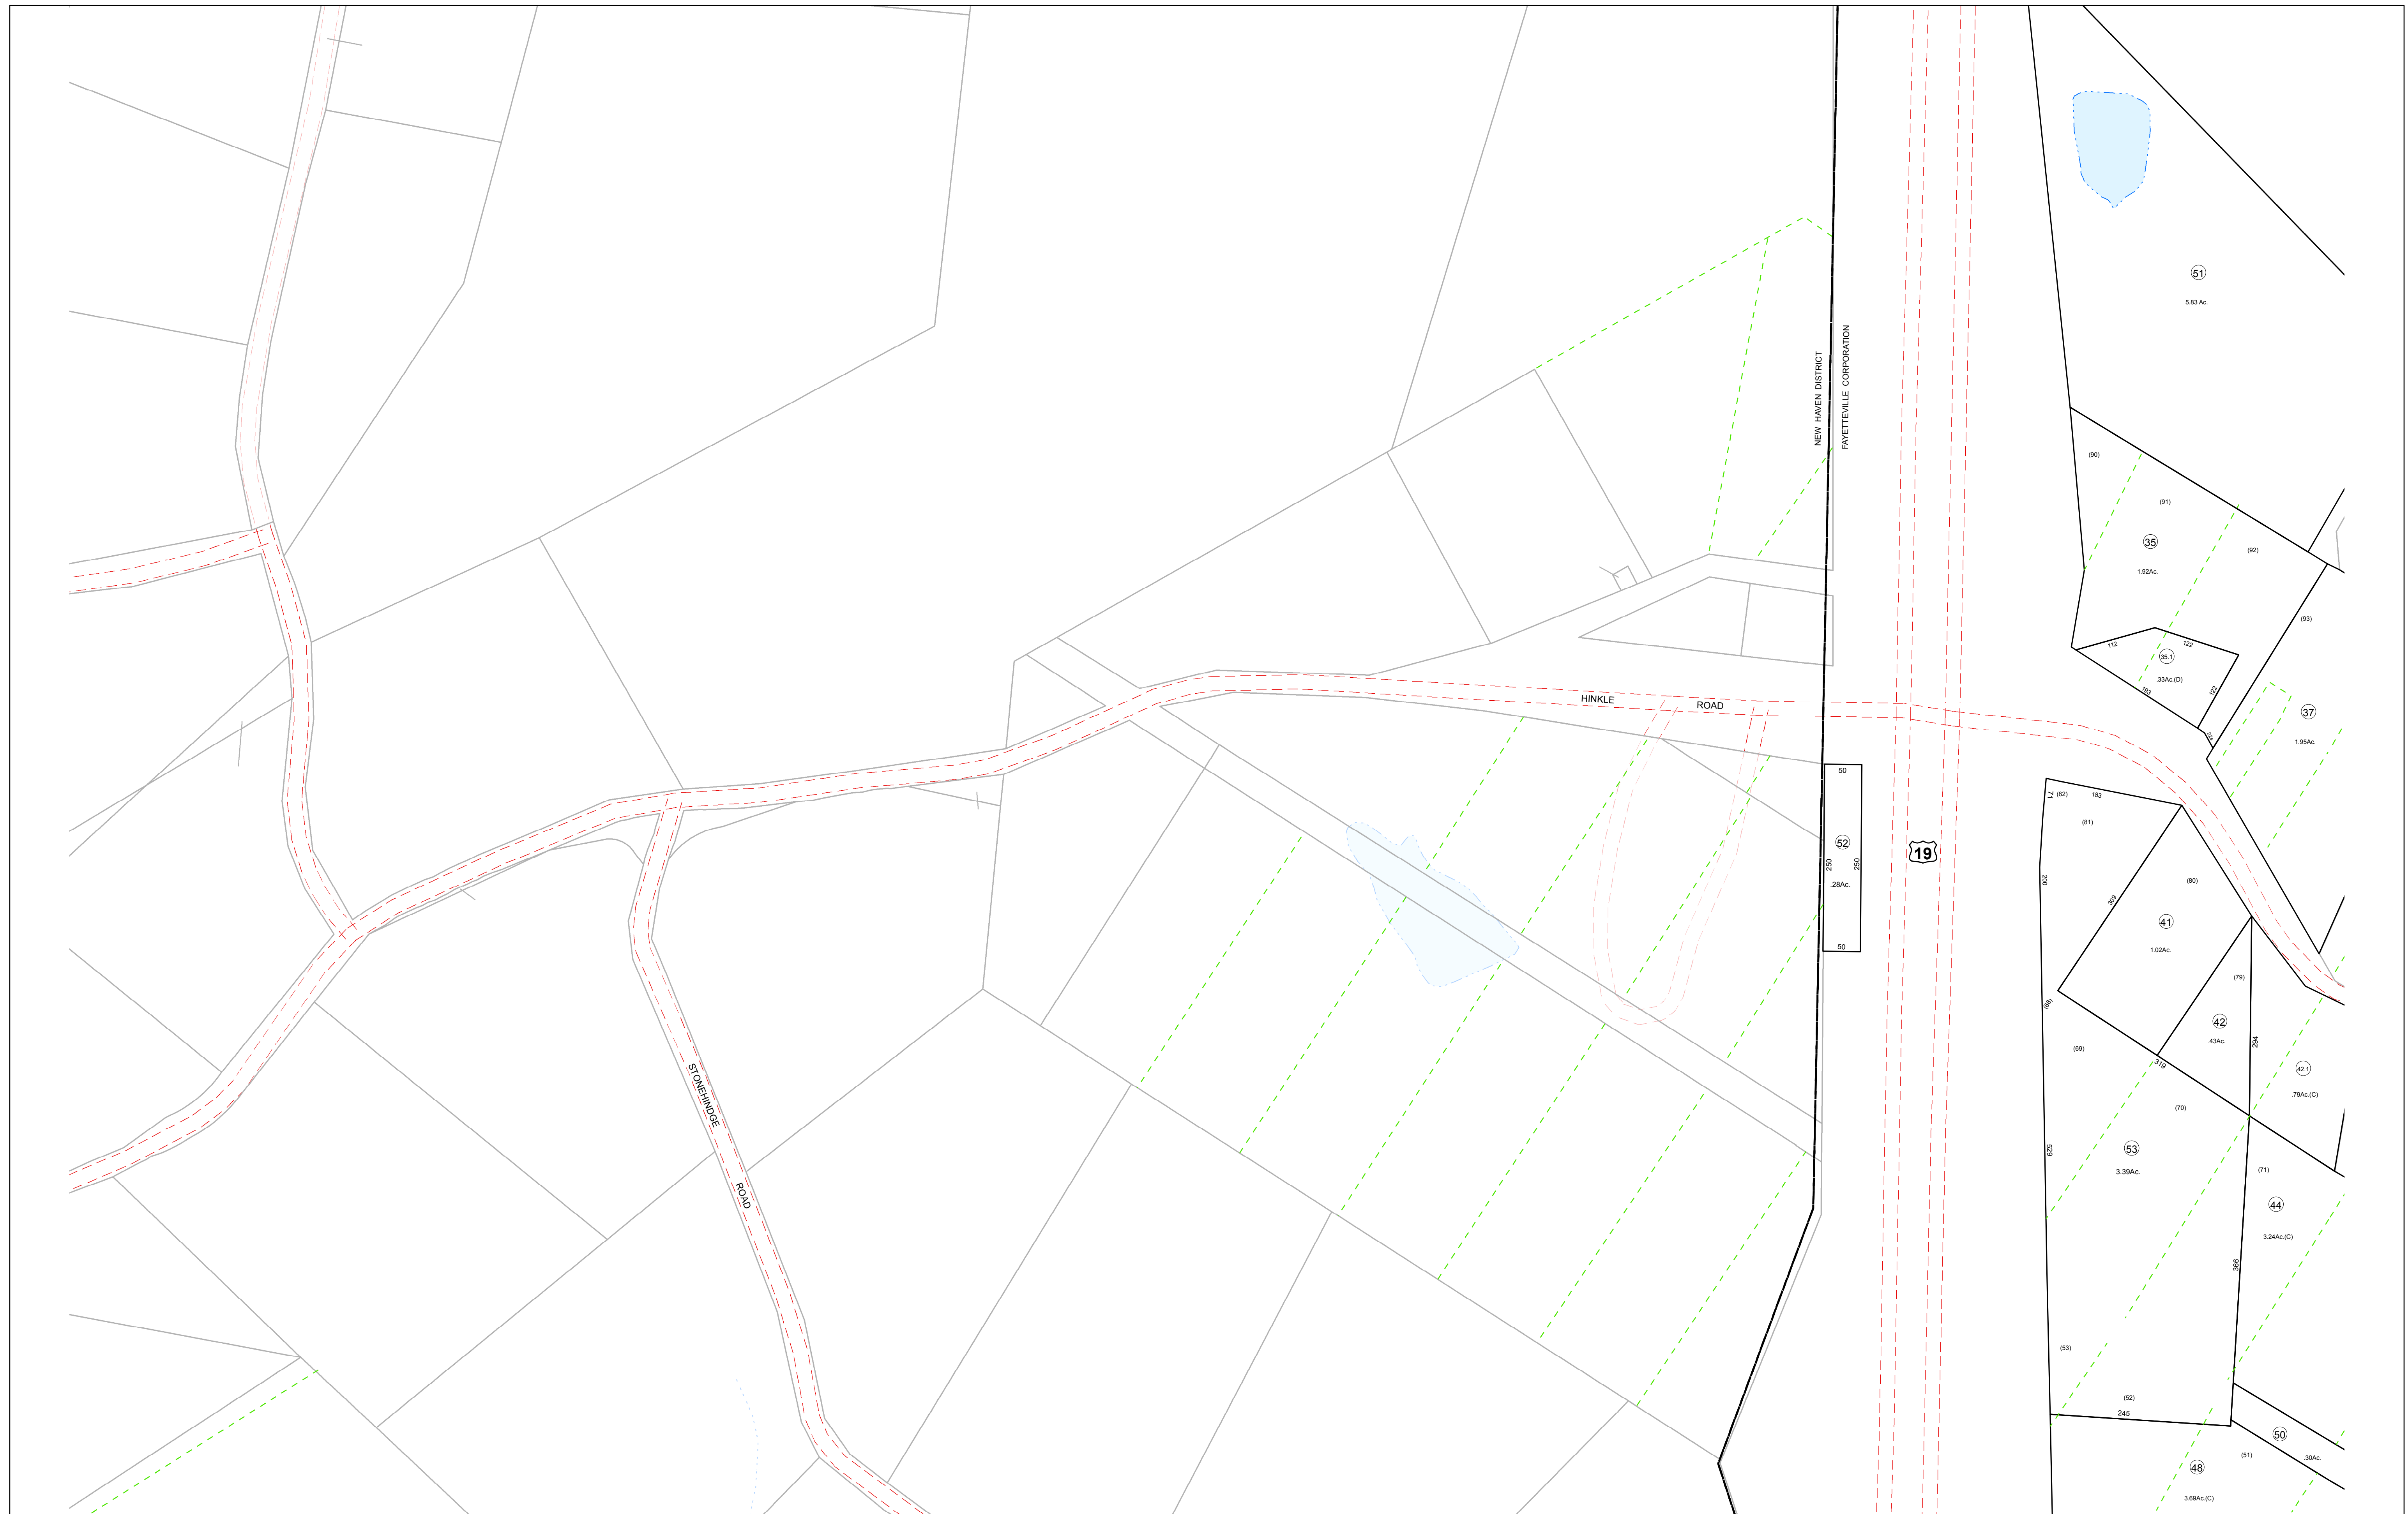 51
5.83 Ac.
NEW HAVEN DISTRICT
FAYETTEVILLE CORPORATION
(90)
(91)
35
1.92Ac.
(92)
(93)
112
122
35.1
.33Ac.(D)
193
122
37
1.95Ac.
HINKLE ROAD
50
52
250
250
.28Ac.
50
19
71
(82)
183
(81)
200
309
(80)
41
1.02Ac.
(79)
(68)
(69)
42
.43Ac.
294
319
42.1
.79Ac.(C)
(70)
53
3.39Ac.
529
(71)
44
3.24Ac.(C)
366
STONEHINDGE ROAD
(53)
(52)
245
50
.30Ac.
(51)
48
3.69Ac.(C)